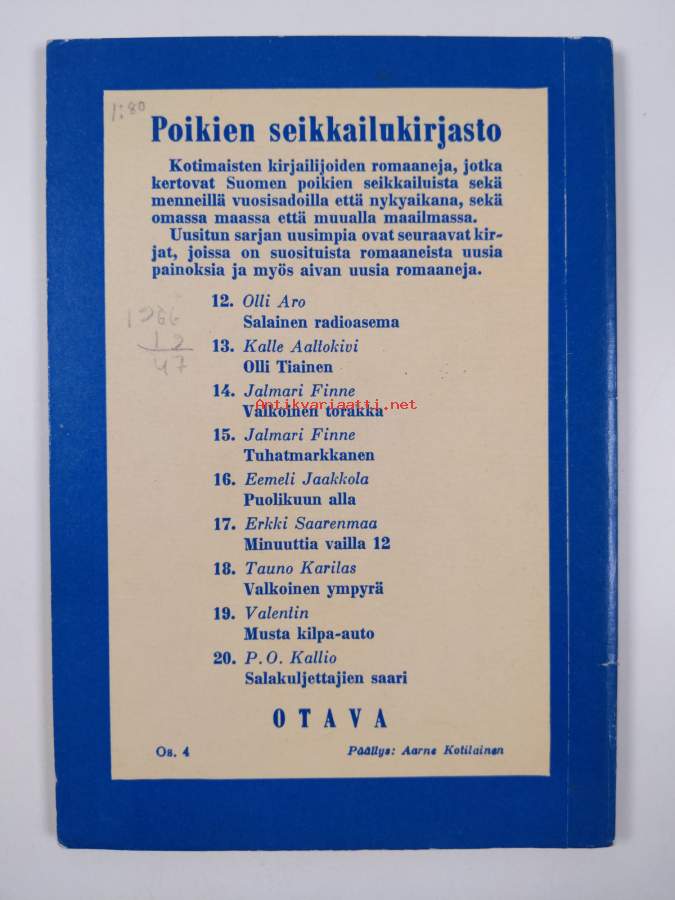 1:80
Poikien seikkailukirjasto
Kotimaisten kirjailijoiden romaaneja, jotka
kertovat Suomen poikien seikkailuista sekä
menneillä vuosisadoilla että nykyaikana, sekä
omassa maassa että muualla maailmassa.
Uusitun sarjan uusimpia ovat seuraavat kir-
jat, joissa on suosituista romaaneista uusia
painoksia ja myös aivan uusia romaaneja.
12. Olli Aro
Salainen radioasema
13. Kalle Aaltokivi
Olli Tiainen
14. Jalmari Finne
Valkoinen torakka
Antikvariaatti.net
15. Jalmari Finne
Tuhatmarkkanen
16. Eemeli Jaakkola
Puolikuun alla
17. Erkki Saarenmaa
Minuuttia vailla 12
18. Tauno Karilas
Valkoinen ympyrä
19. Valentin
Musta kilpa-auto
20. P.O. Kallio
Salakuljettajien saari
OTAVA
Os. 4 Päällys: Aarne Kotilainen
1966
12
47